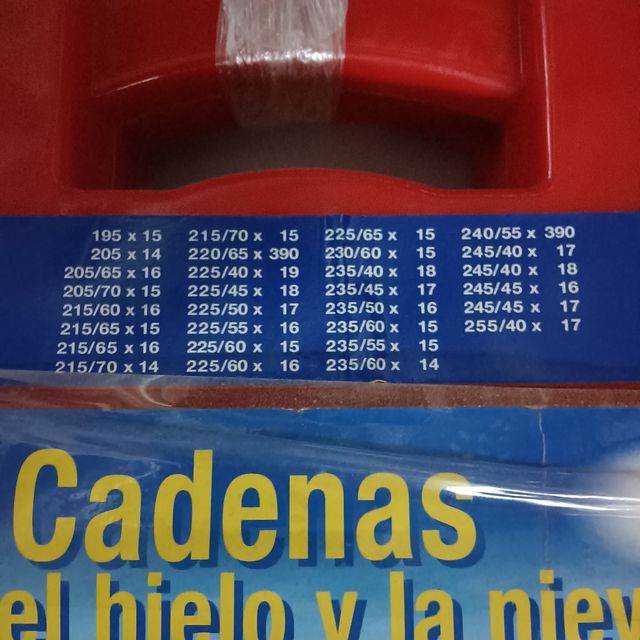 195 x 15 215/70 x 15 225/65 x 15 240/55 x 390
205 x 14 220/65 x 390 230/60 x 15 245/40 x 17
205/65 x 16 225/40 x 19 235/40 x 18 245/40 x 18
205/70 x 15 225/45 x 18 235/45 x 17 245/45 x 16
215/60 x 16 225/50 x 17 235/50 x 16 245/45 x 17
215/65 x 15 225/55 x 16 235/60 x 15 255/40 x 17
215/65 x 16 225/60 x 15 235/55 x 15
215/70 x 14 225/60 x 16 235/60 x 14
Cadenas
el hielo y la niev